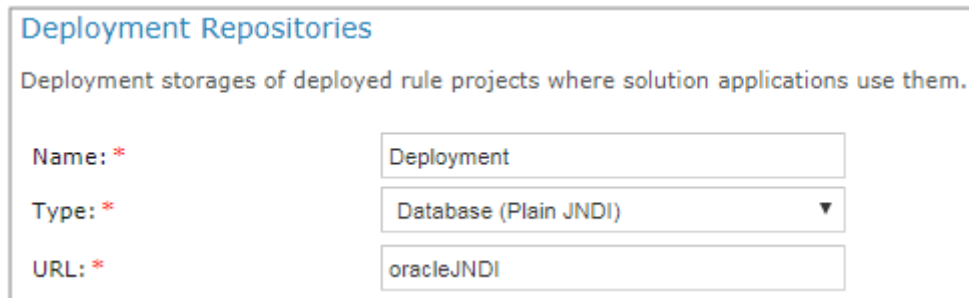 Deployment Repositories
Deployment storages of deployed rule projects where solution applications use them.
Name: * Deployment
Type: * Database (Plain JNDI) ▼
URL: * oracleJNDI